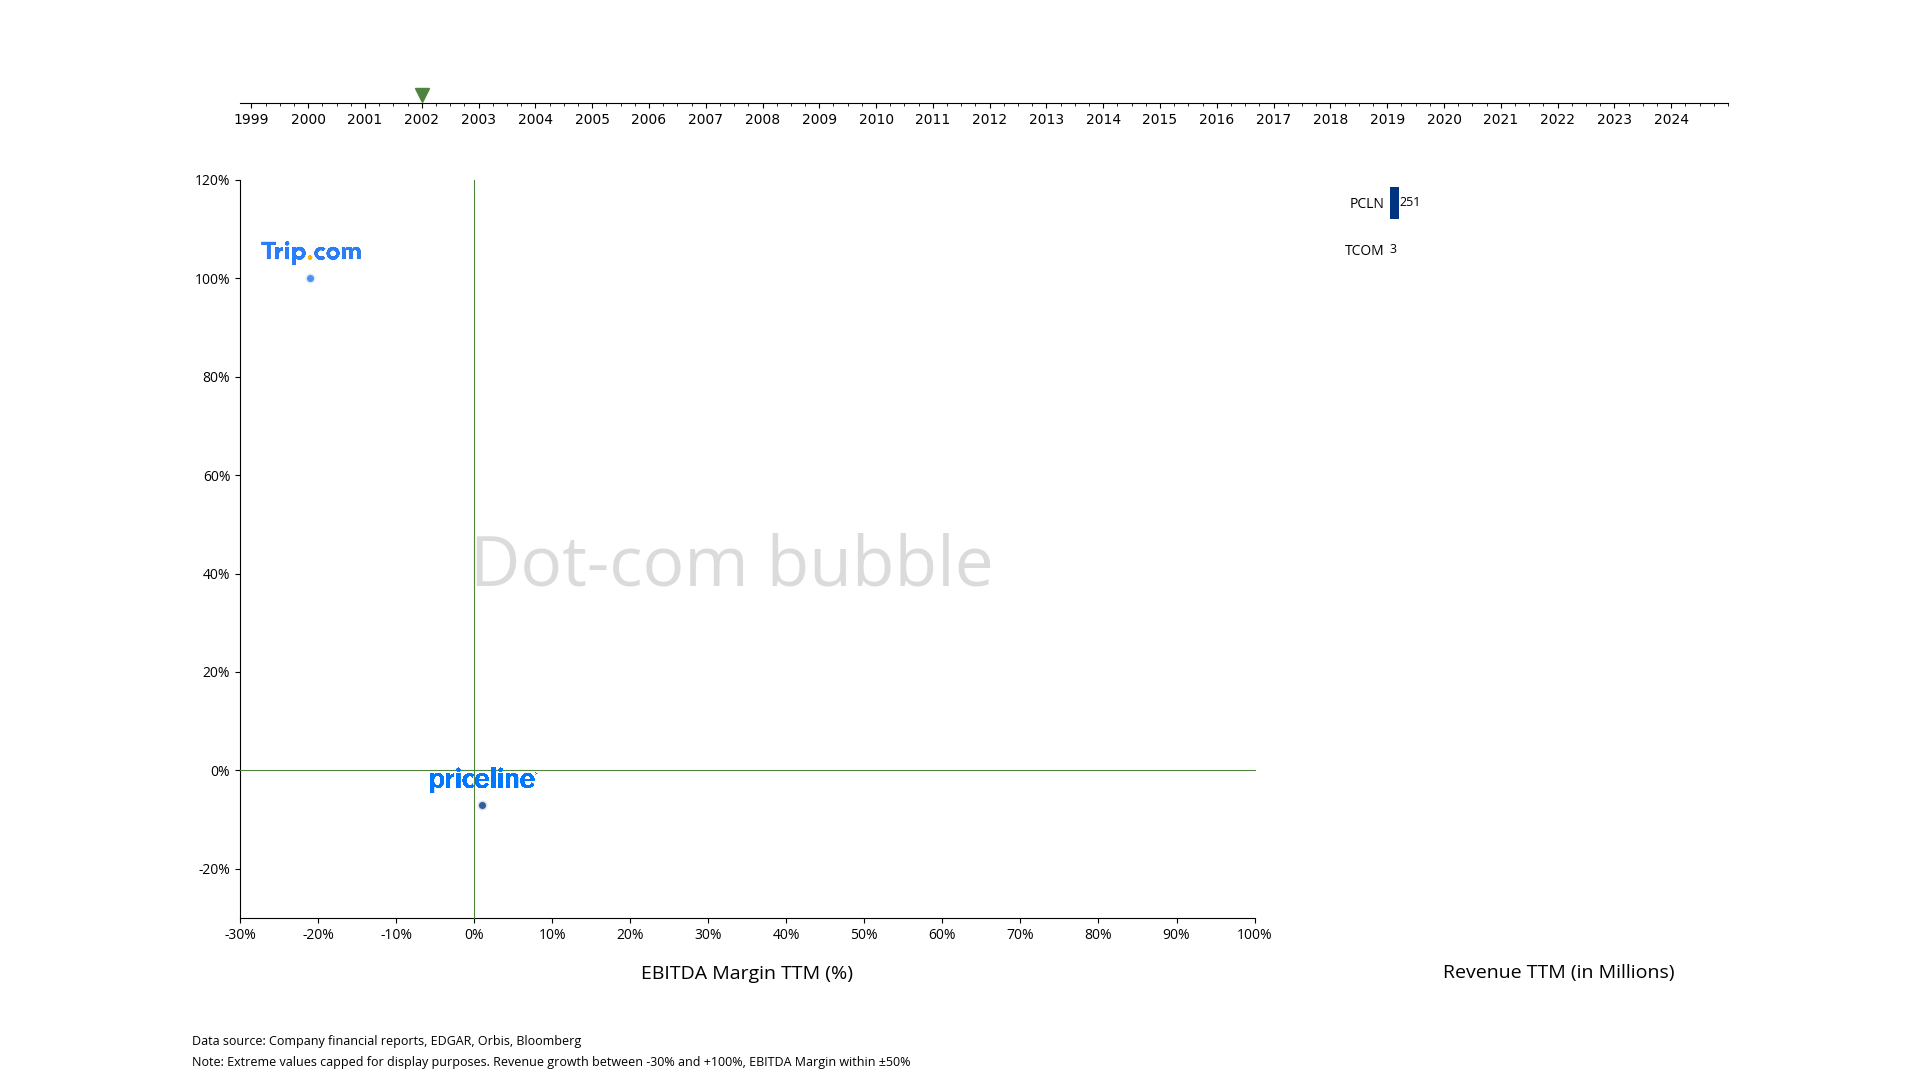 1999 2000 2001 2002 2003 2004 2005 2006 2007 2008 2009 2010 2011 2012 2013 2014 2015 2016 2017 2018 2019 2020 2021 2022 2023 2024
120%
PCLN 251
Trip.com
TCOM 3
100%
80%
60%
Dot-com bubble
40%
20%
0%
priceline
-20%
-30% -20% -10% 0% 10% 20% 30% 40% 50% 60% 70% 80% 90% 100%
EBITDA Margin TTM (%)
Revenue TTM (in Millions)
Data source: Company financial reports, EDGAR, Orbis, Bloomberg
Note: Extreme values capped for display purposes. Revenue growth between -30% and +100%, EBITDA Margin within ±50%